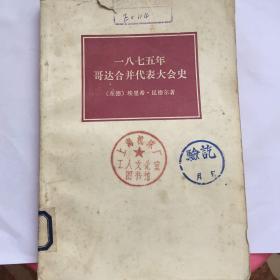 一八七五年
哥达合并代表大会史
(东德)埃里希·昆德尔著
工人文化宫
图书馆
验讫
月